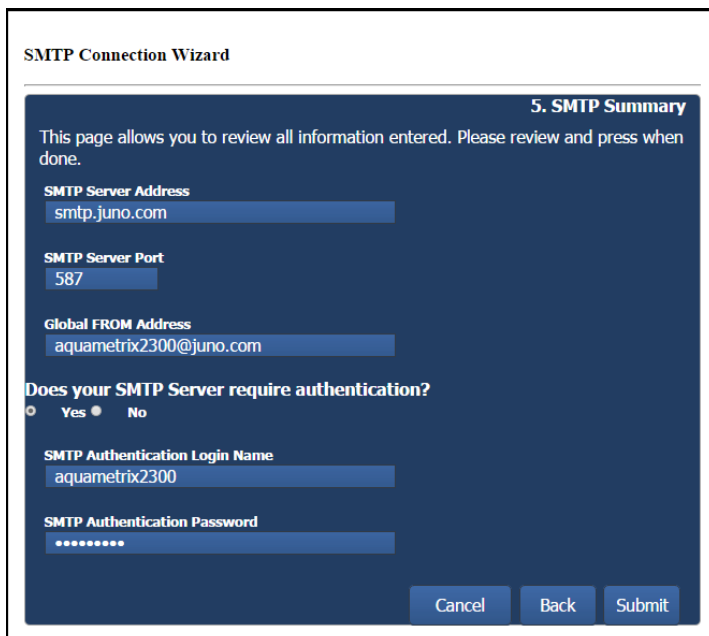 SMTP Connection Wizard
5. SMTP Summary
This page allows you to review all information entered. Please review and press when
done.
SMTP Server Address
smtp.juno.com
SMTP Server Port
587
Global FROM Address
aquametrix2300@juno.com
Does your SMTP Server require authentication?
Yes No
SMTP Authentication Login Name
aquametrix2300
SMTP Authentication Password
•••••••••
Cancel Back Submit